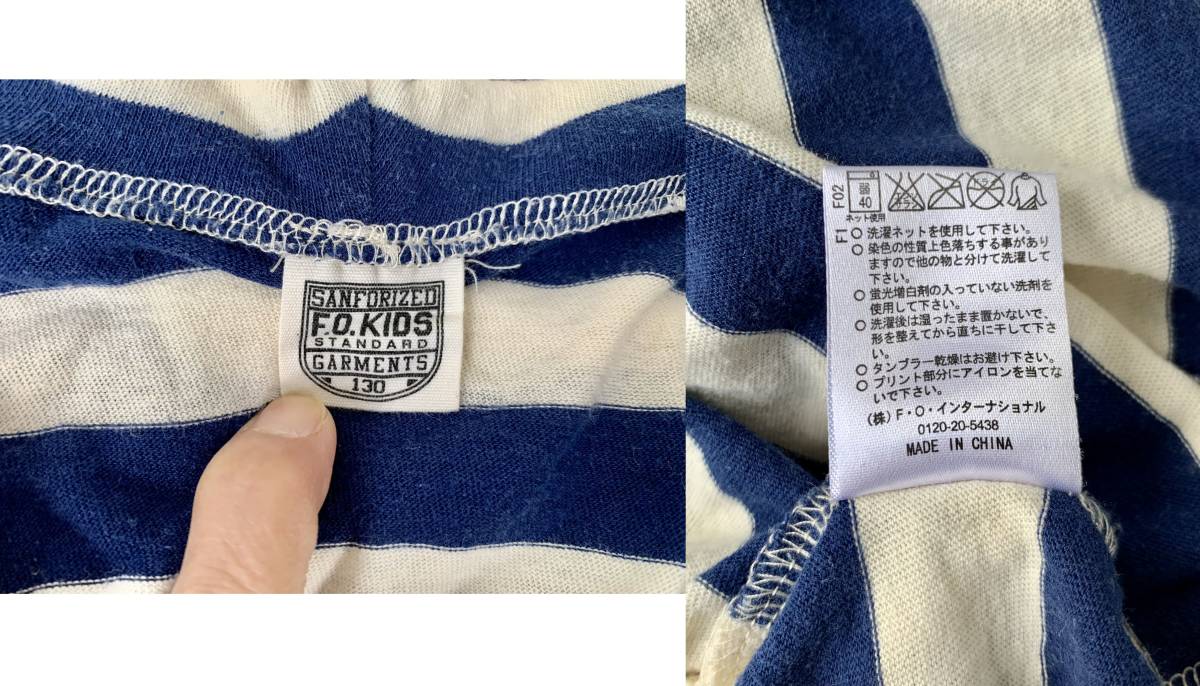 SANFORIZED
F.O.KIDS
STANDARD
GARMENTS
130
F02
弱
40
ネット使用
F1
○ 洗濯ネットを使用して下さい。
○ 染色の性質上色落ちする事があり
ますので他の物と分けて洗濯して
下さい。
○ 蛍光増白剤の入っていない洗剤を
使用して下さい。
○ 洗濯後は湿ったまま置かないで、
形を整えてから直ちに干して下さ
い。
○ タンブラー乾燥はお避け下さい。
○ プリント部分にアイロンを当てな
いで下さい。
(株)F・O・インターナショナル
0120-20-5438
MADE IN CHINA